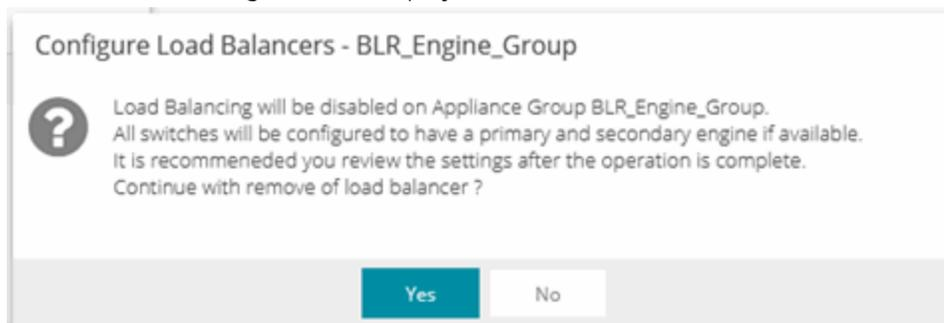 Configure Load Balancers - BLR_Engine_Group
Load Balancing will be disabled on Appliance Group BLR_Engine_Group.
All switches will be configured to have a primary and secondary engine if available.
It is recommeneded you review the settings after the operation is complete.
Continue with remove of load balancer ?
Yes No